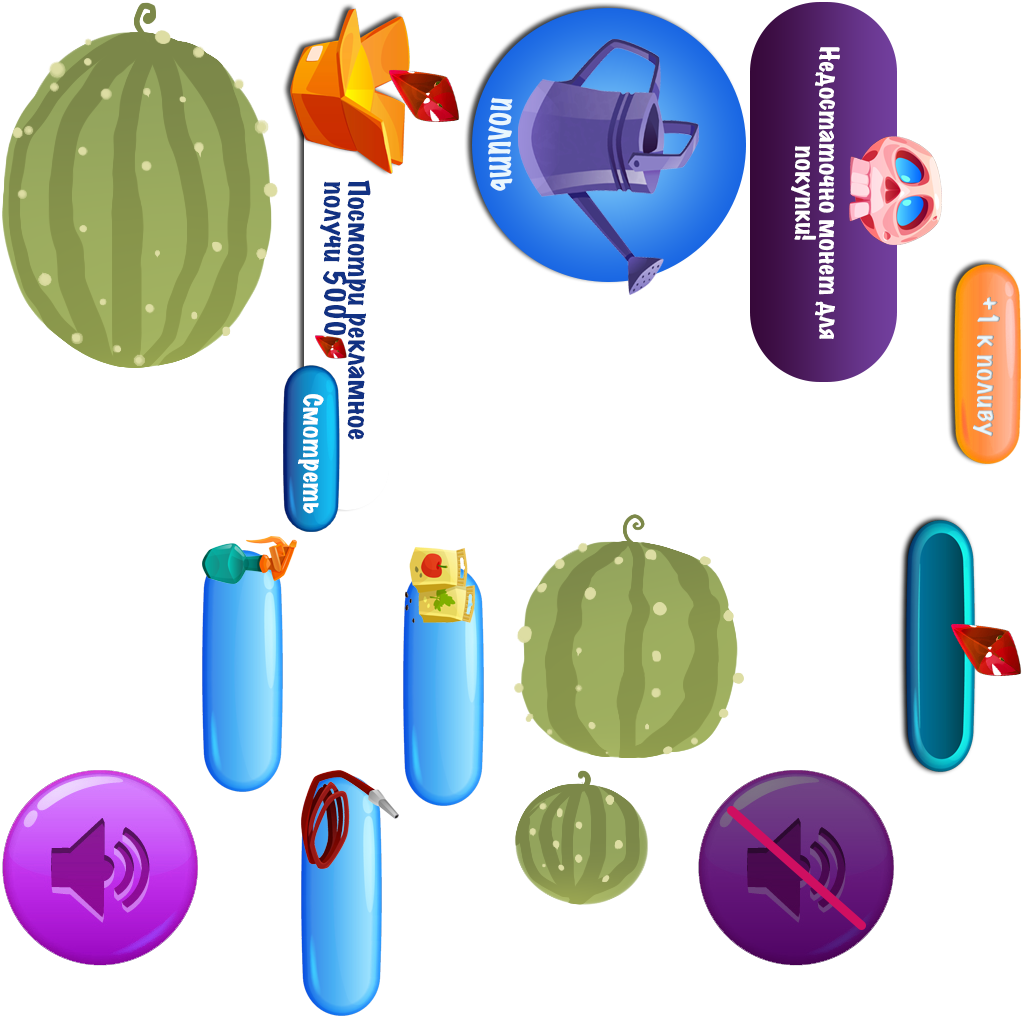 Посмотри рекламное
получи 5000
Смотреть
полить
Недостаточно монет для
покупки!
+1 к поливу